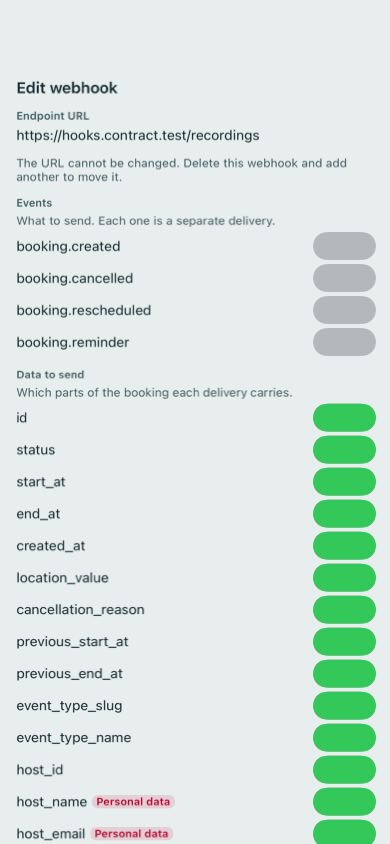 Edit webhook
Endpoint URL
https://hooks.contract.test/recordings
The URL cannot be changed. Delete this webhook and add
another to move it.
Events
What to send. Each one is a separate delivery.
booking.created
booking.cancelled
booking.rescheduled
booking.reminder
Data to send
Which parts of the booking each delivery carries.
id
status
start_at
end_at
created_at
location_value
cancellation_reason
previous_start_at
previous_end_at
event_type_slug
event_type_name
host_id
host_name Personal data
host_email Personal data